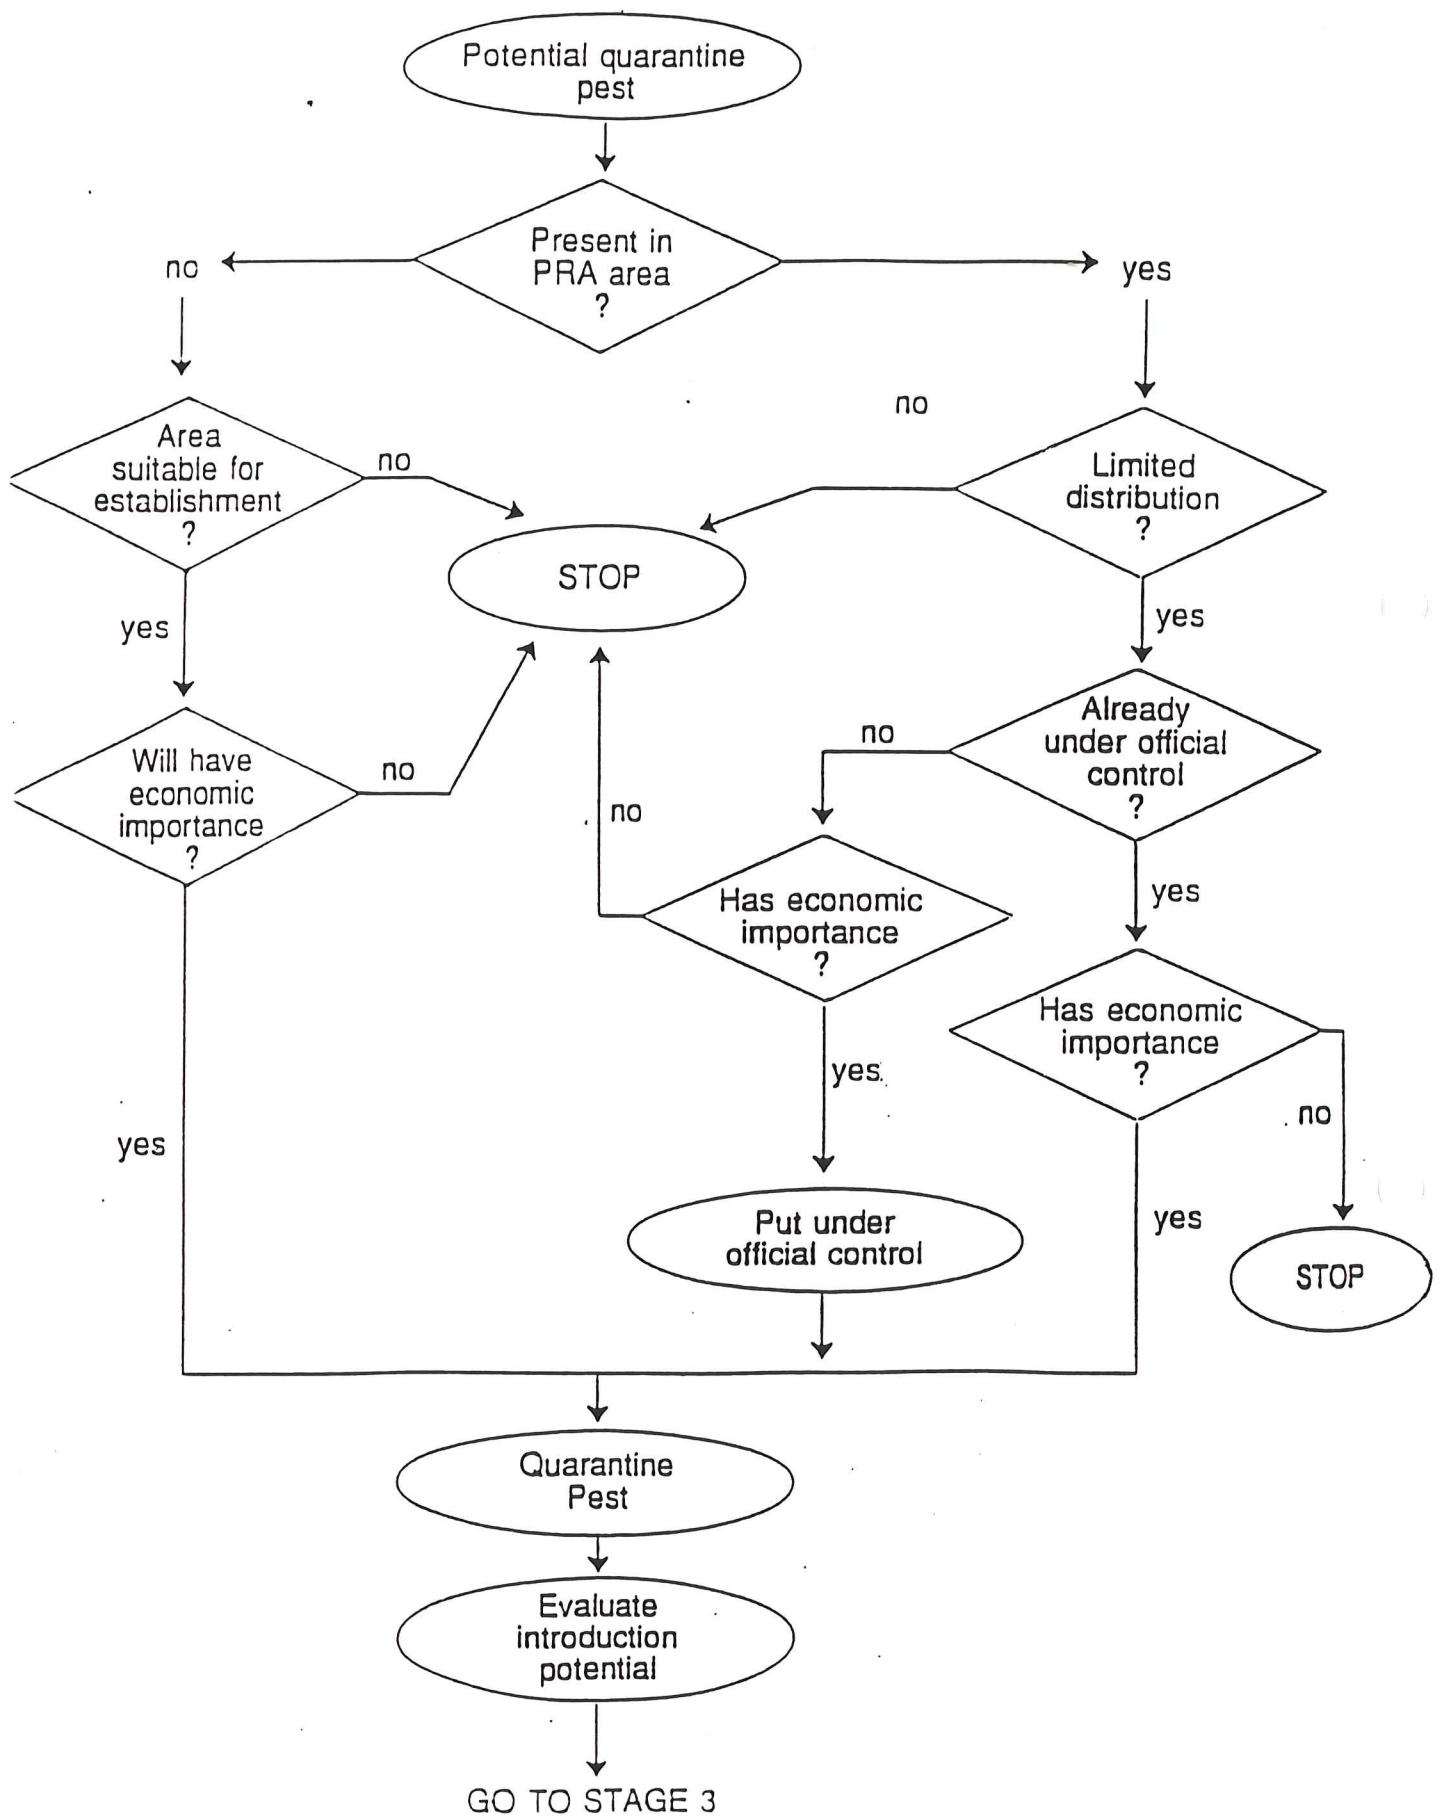 Potential quarantine
pest
Present in
PRA area
?
no
yes
no
Area
suitable for
establishment
?
no
Limited
distribution
?
STOP
yes
yes
Already
under official
control
?
no
Will have
economic
importance
?
no
no
Has economic
importance
?
yes
Has economic
importance
?
yes
no
yes
yes
Put under
official control
STOP
Quarantine
Pest
Evaluate
introduction
potential
GO TO STAGE 3